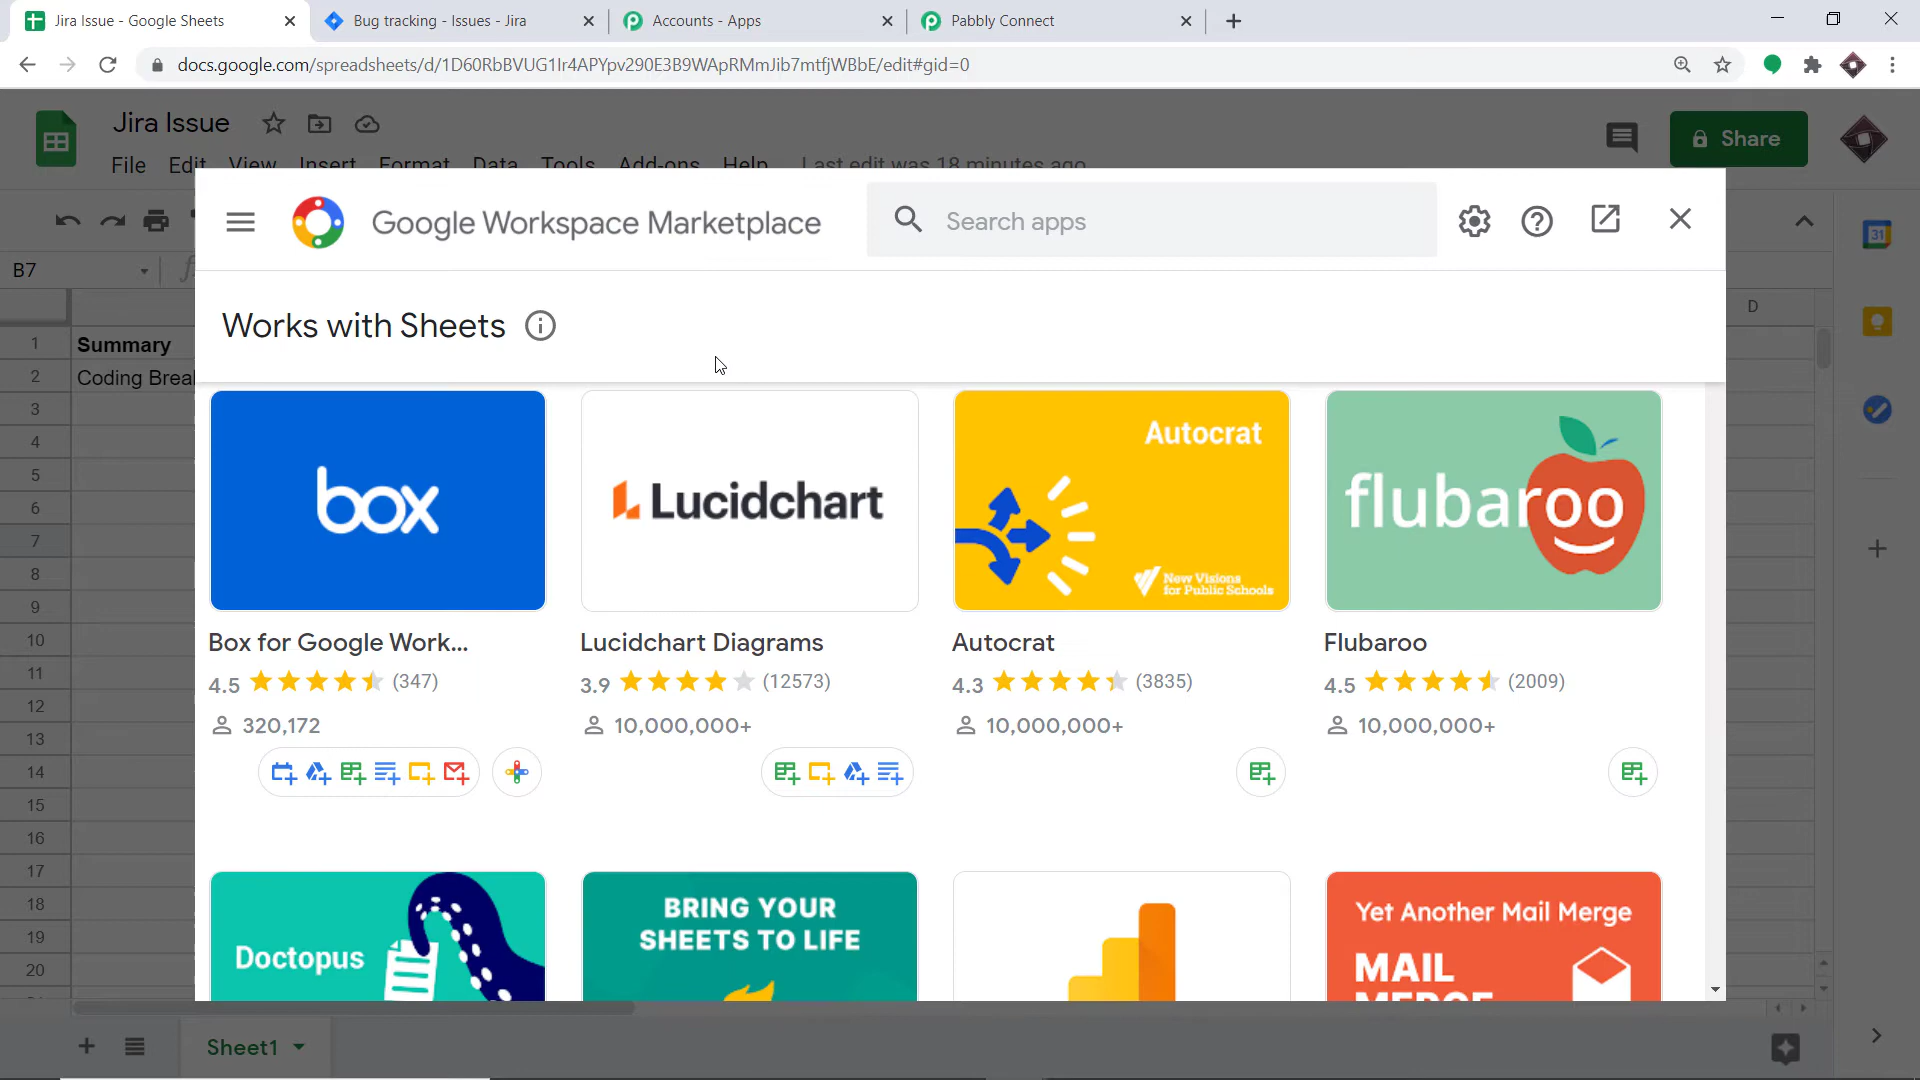 Jira Issue - Google Sheets
Bug tracking - Issues - Jira
Accounts - Apps
Pabbly Connect
docs.google.com/spreadsheets/d/1D60RbBVUG1Ir4APYpv290E3B9WApRMmJib7mtfjWBbE/edit#gid=0
Jira Issue
Share
File Edit View Insert Format Data Tools Add-ons Help Last edit was 18 minutes ago
Google Workspace Marketplace
Search apps
B7
31
Works with Sheets
D
1 Summary
2 Coding Brea
3
4
5
6
7
8
9
10
11
12
13
14
15
16
17
18
19
20
box
Lucidchart
Autocrat
New Visions
for Public Schools
flubaroo
Box for Google Work...
Lucidchart Diagrams
Autocrat
Flubaroo
4.5 (347)
3.9 (12573)
4.3 (3835)
4.5 (2009)
320,172
10,000,000+
10,000,000+
10,000,000+
Doctopus
BRING YOUR
SHEETS TO LIFE
Yet Another Mail Merge
MAIL
MERGE
Sheet1